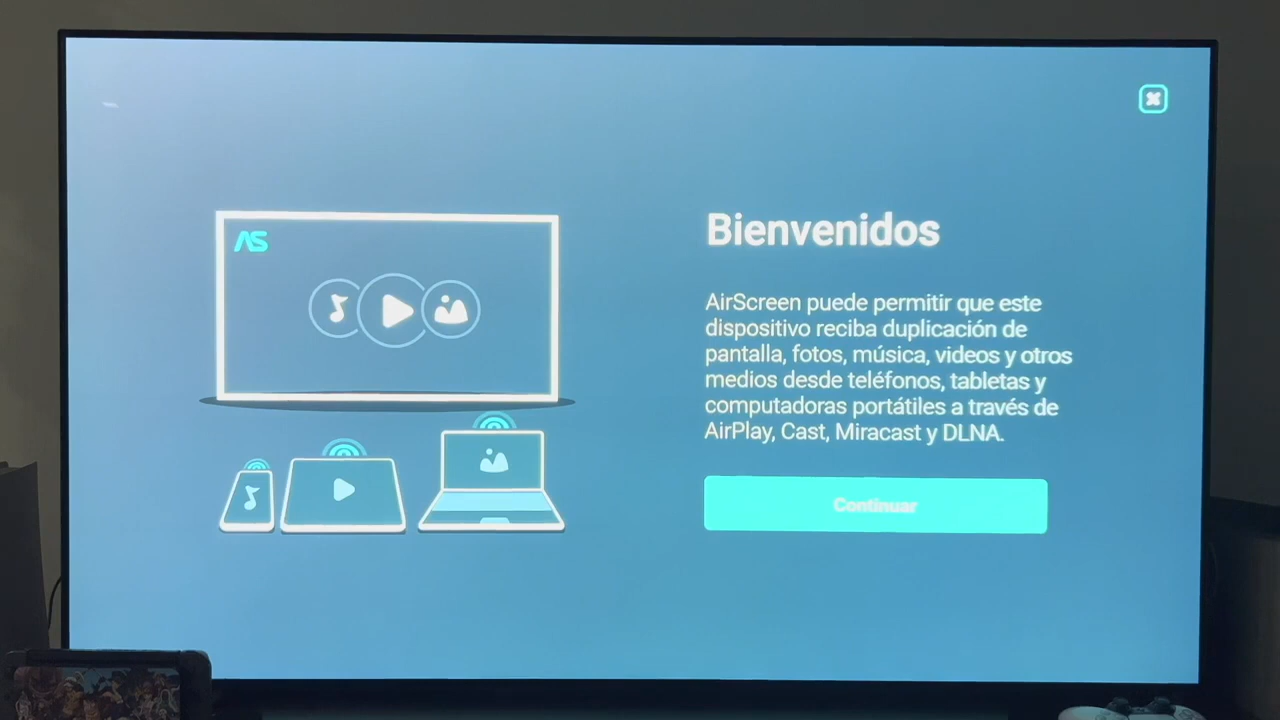 AS
Bienvenidos
AirScreen puede permitir que este
dispositivo reciba duplicación de
pantalla, fotos, música, videos y otros
medios desde teléfonos, tabletas y
computadoras portátiles a través de
AirPlay, Cast, Miracast y DLNA.
Continuar